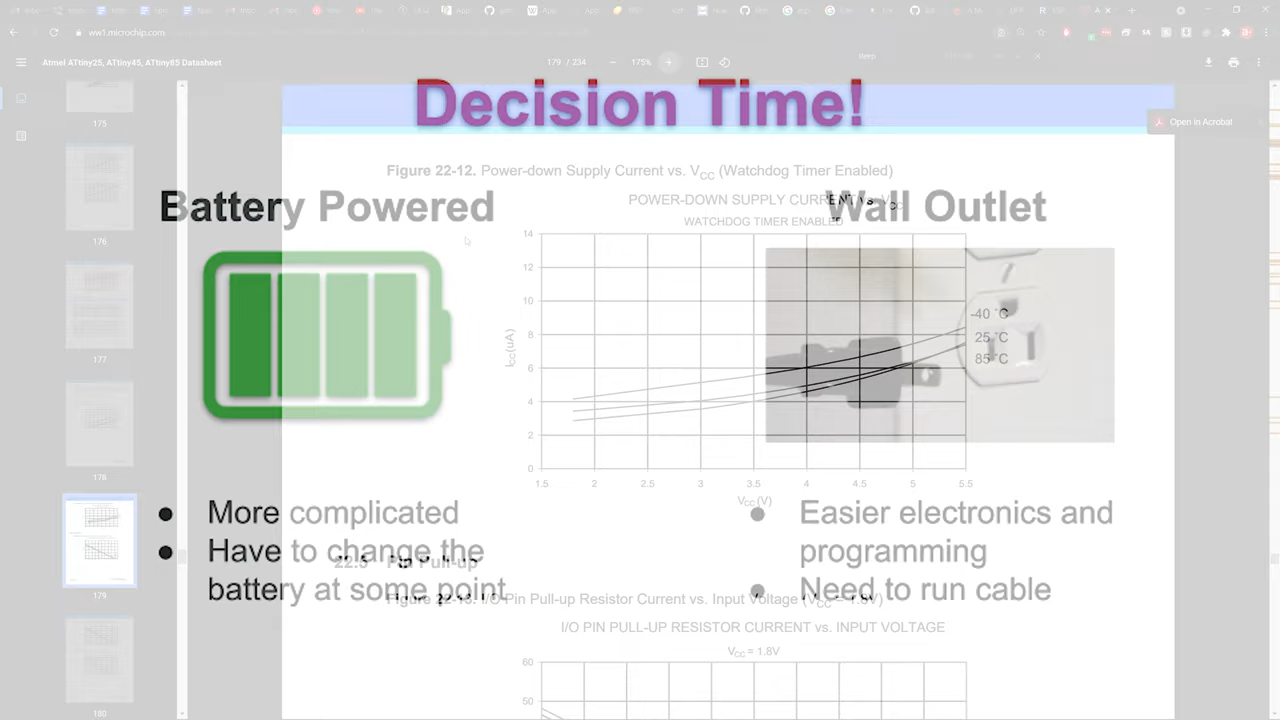 ww1.microchip.com
Atmel ATtiny25, ATtiny45, ATtiny85 Datasheet
179 / 234
175%
Decision Time!
Open in Acrobat
175
Figure 22-12. Power-down Supply Current vs. VCC (Watchdog Timer Enabled)
POWER-DOWN SUPPLY CURRENT vs. VCC
WATCHDOG TIMER ENABLED
Battery Powered
Wall Outlet
14
12
10
8
6
4
2
0
ICC (uA)
-40 ˚C
25 ˚C
85 ˚C
1.5 2 2.5 3 3.5 4 4.5 5 5.5
VCC (V)
176
177
178
179
180
More complicated
Have to change the
battery at some point
Easier electronics and
programming
Need to run cable
22.5 Pin Pull-up
Figure 22-13. I/O Pin Pull-up Resistor Current vs. Input Voltage (VCC = 1.8V)
I/O PIN PULL-UP RESISTOR CURRENT vs. INPUT VOLTAGE
VCC = 1.8V
60
50